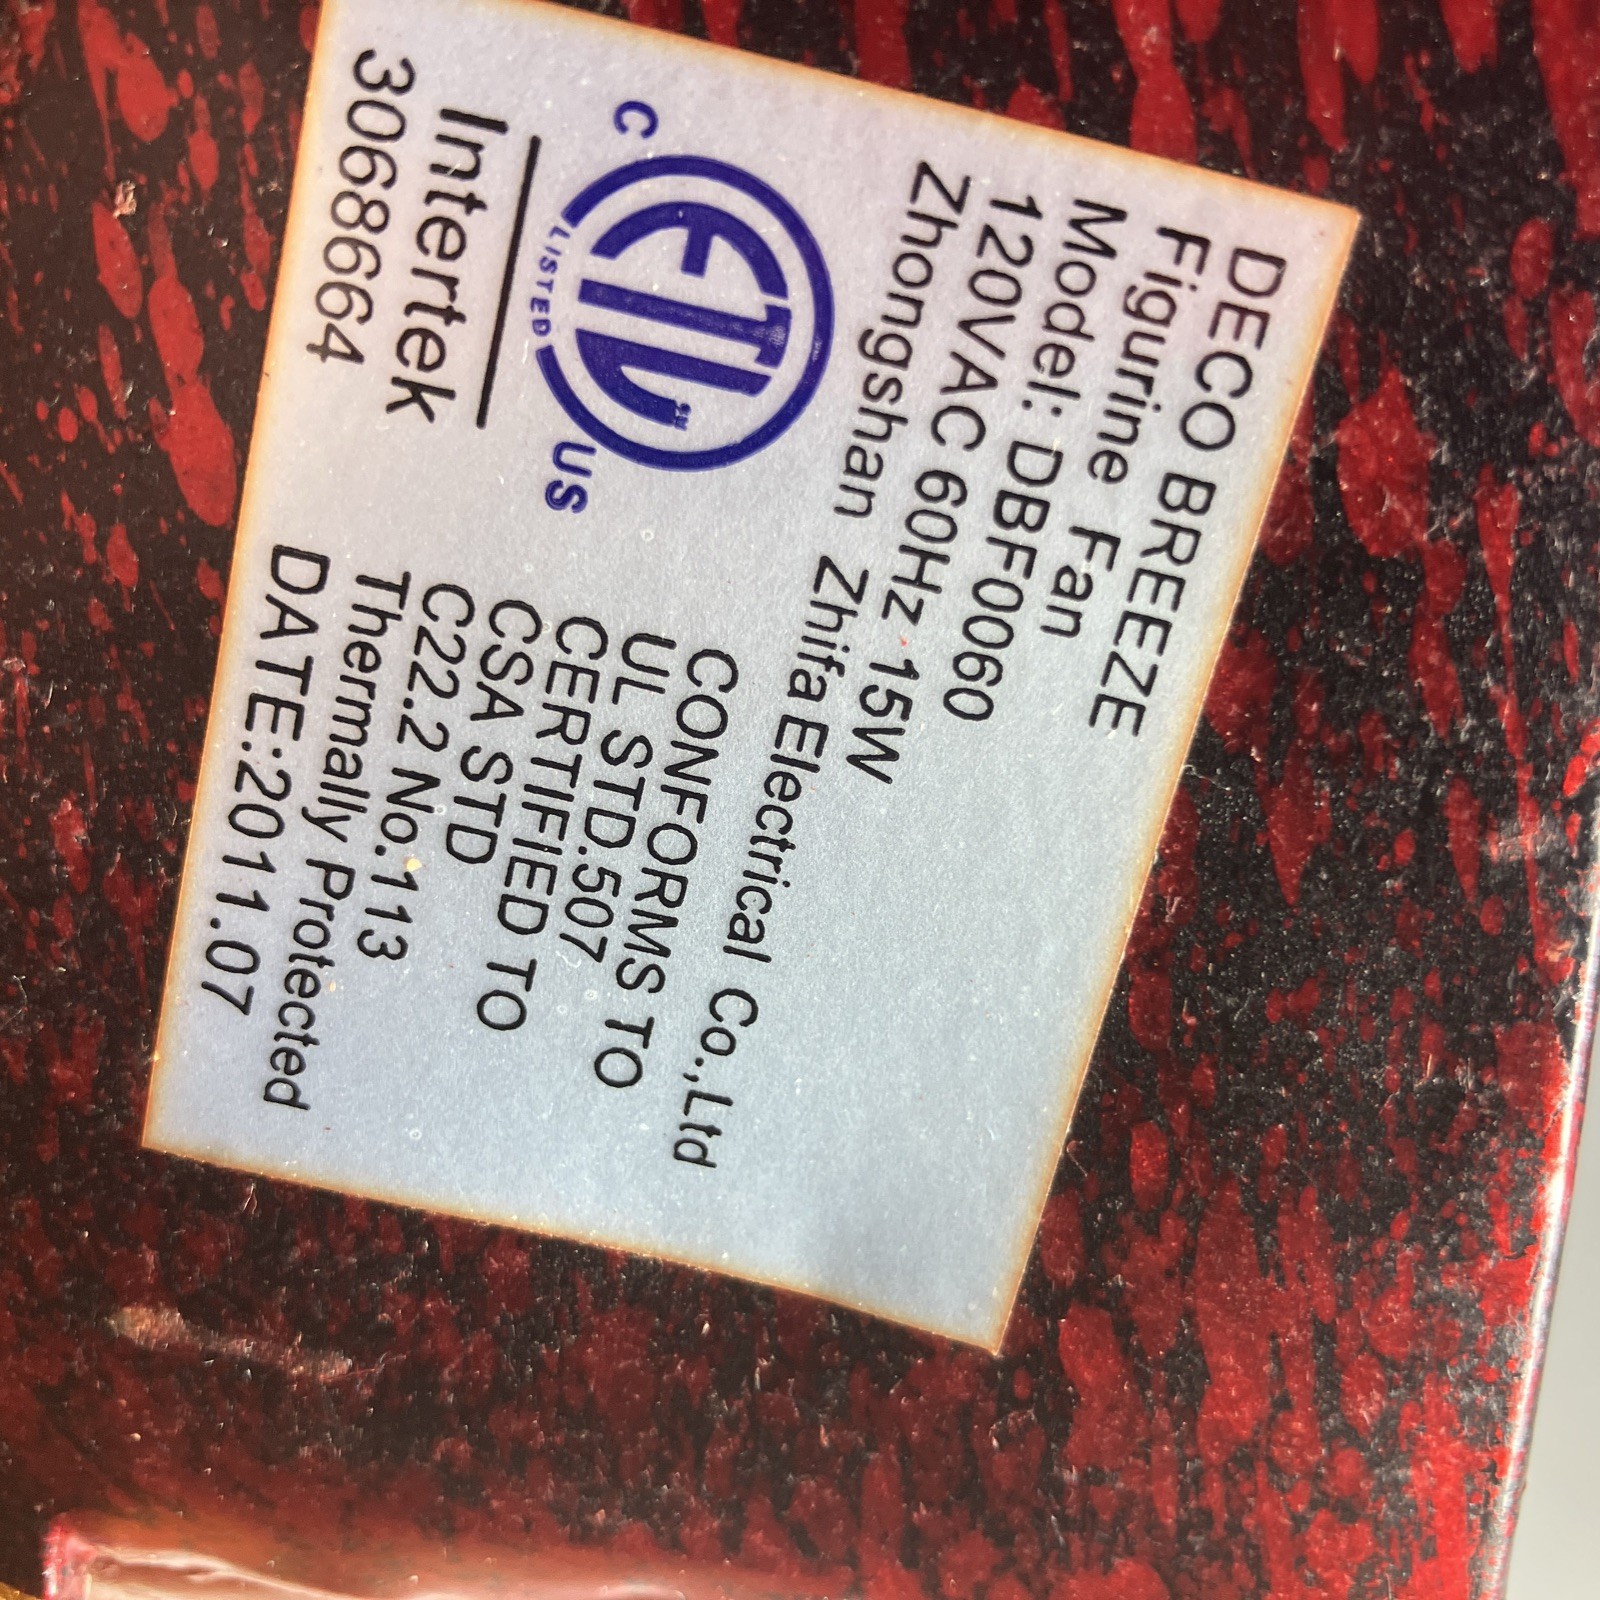 DECO BREEZE
Figurine Fan
Model: DBF0060
120VAC 60Hz 15W
Zhongshan Zhifa Electrical Co.,Ltd
C ETL US
LISTED
Intertek
3068664
CONFORMS TO
UL STD.507
CERTIFIED TO
CSA STD
C22.2 No.113
Thermally Protected
DATE:2011.07